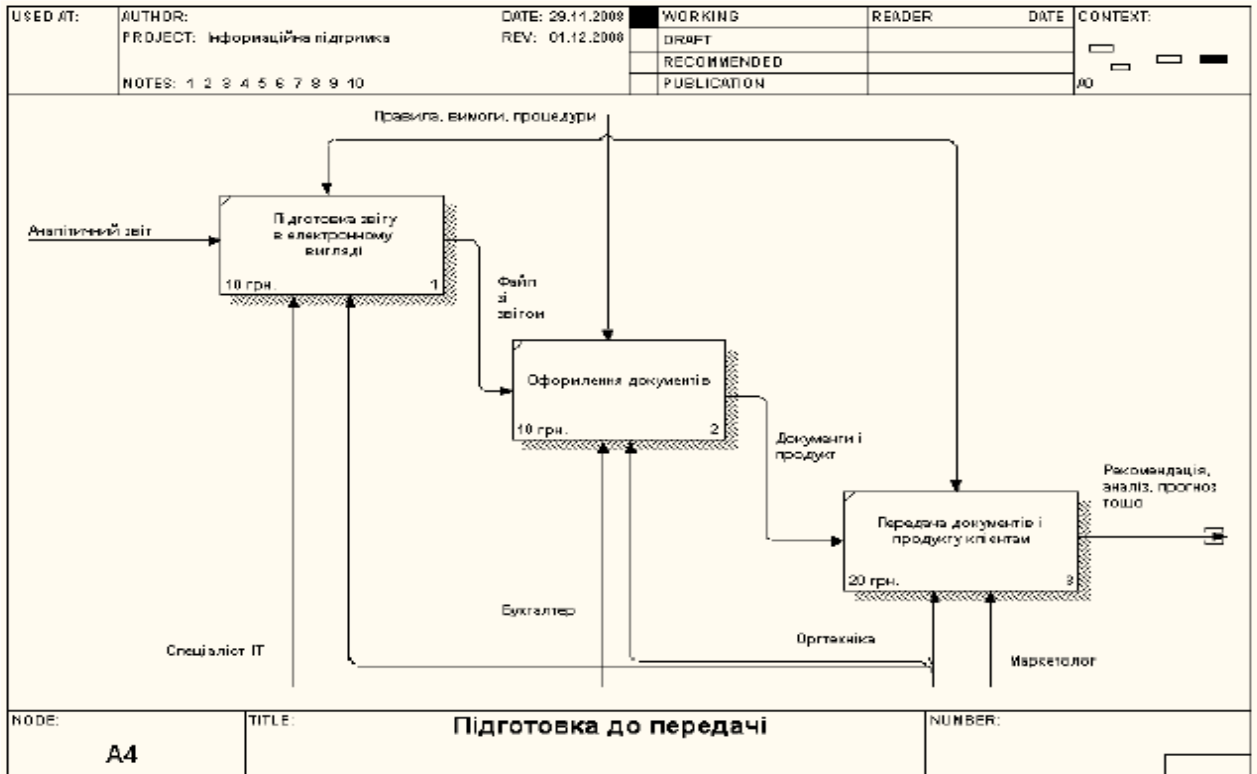 USED AT:
AUTHOR:
DATE: 29.11.2008
PROJECT: Інформаційна підтримка
REV: 01.12.2008
NOTES: 1 2 3 4 5 6 7 8 9 10
WORKING
DRAFT
RECOMMENDED
PUBLICATION
READER
DATE
CONTEXT:
A0
Правила, вимоги, процедури
Аналітичний звіт
Підготовка звіту
в електронному
вигляді
10 грн.
1
Файл
зі
звітом
Оформлення документів
10 грн.
2
Документи і
продукт
Рекомендація,
аналіз, прогноз
тощо
Передача документів і
продукту клієнтам
20 грн.
3
Бухгалтер
Оргтехніка
Спеціаліст ІТ
Маркетолог
NODE:
A4
TITLE:
Підготовка до передачі
NUMBER: